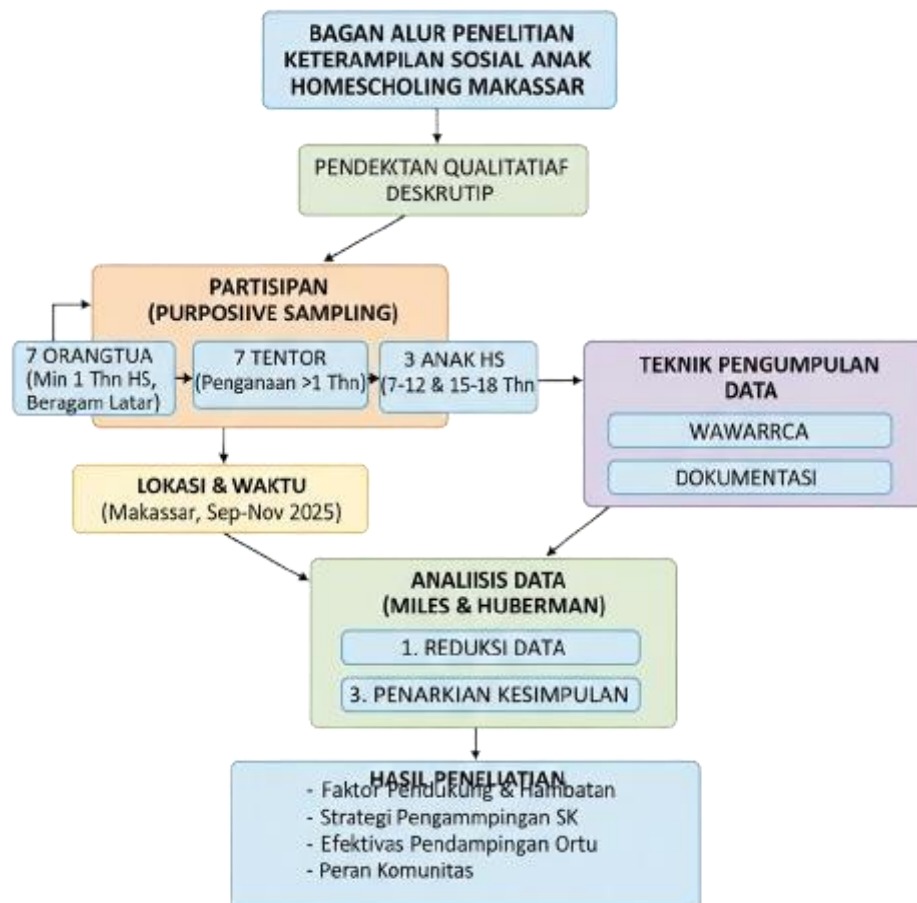 BAGAN ALUR PENELITIAN
KETERAMPILAN SOSIAL ANAK
HOMESCHOLING MAKASSAR
PENDEKTAN QUALITATIAF
DESKRUTIP
PARTISIPAN
(PURPOSIIVE SAMPLING)
7 ORANGTUA
(Min 1 Thn HS,
Beragam Latar)
7 TENTOR
(Penganaan >1 Thn)
3 ANAK HS
(7-12 & 15-18 Thn
TEKNIK PENGUMPULAN
DATA
WAWARRCA
DOKUMENTASI
LOKASI & WAKTU
(Makassar, Sep-Nov 2025)
ANALIISIS DATA
(MILES & HUBERMAN)
1. REDUKSI DATA
3. PENARKIAN KESIMPULAN
HASIL PENELIATIAN
- Faktor Pendukung & Hambatan
- Strategi Pengammpingan SK
- Efektivas Pendampingan Ortu
- Peran Komunitas